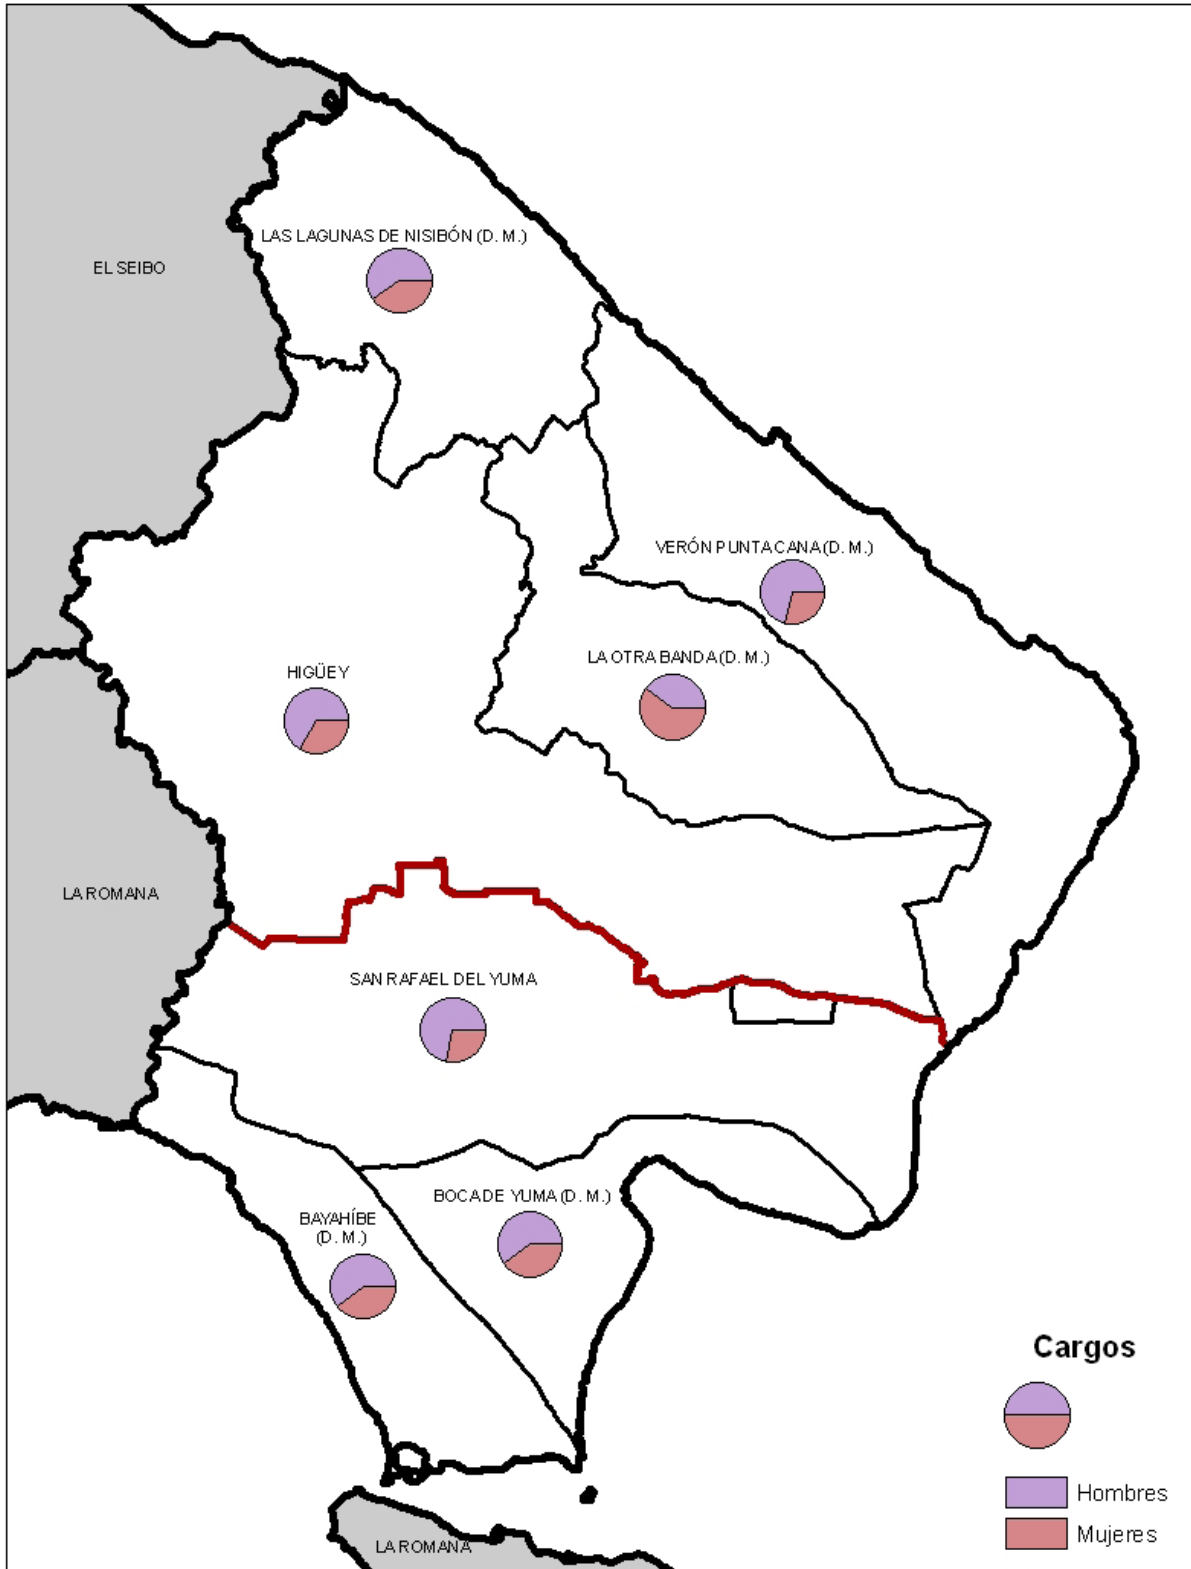 LAS LAGUNAS DE NISIBÓN (D. M.)
EL SEIBO
VERÓN PUNTA CANA (D. M.)
LA OTRA BANDA (D. M.)
HIGÜEY
LA ROMANA
SAN RAFAEL DEL YUMA
BOCA DE YUMA (D. M.)
BAYAHÍBE
(D. M.)
Cargos
Hombres
Mujeres
LA ROMANA